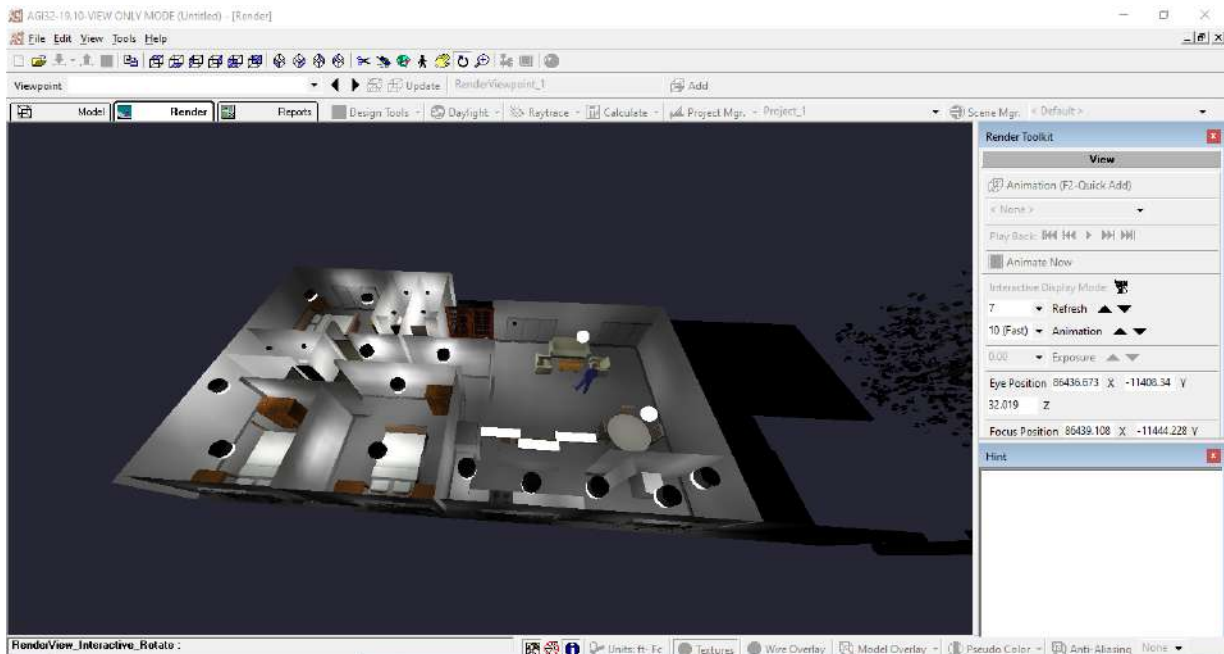 AGI32-19.10-VIEW ONLY MODE (Untitled) - [Render]
File Edit View Tools Help
Viewpoint Update RenderViewpoint_1 Add
Model Render Reports Design Tools Daylight Raytrace Calculate Project Mgr. Project_1 Scene Mgr. < Default >
Render Toolkit
View
Animation (F2-Quick Add)
< None >
Play Back:
Animate Now
Interactive Display Mode:
7 Refresh
10 (Fast) Animation
0.00 Exposure
Eye Position 86436.673 X -11408.34 Y
32.019 Z
Focus Position 86439.108 X -11444.228 Y
Hint
RenderView_Interactive_Rotate :
Units: ft- Fc Textures Wire Overlay Model Overlay Pseudo Color Anti-Aliasing None